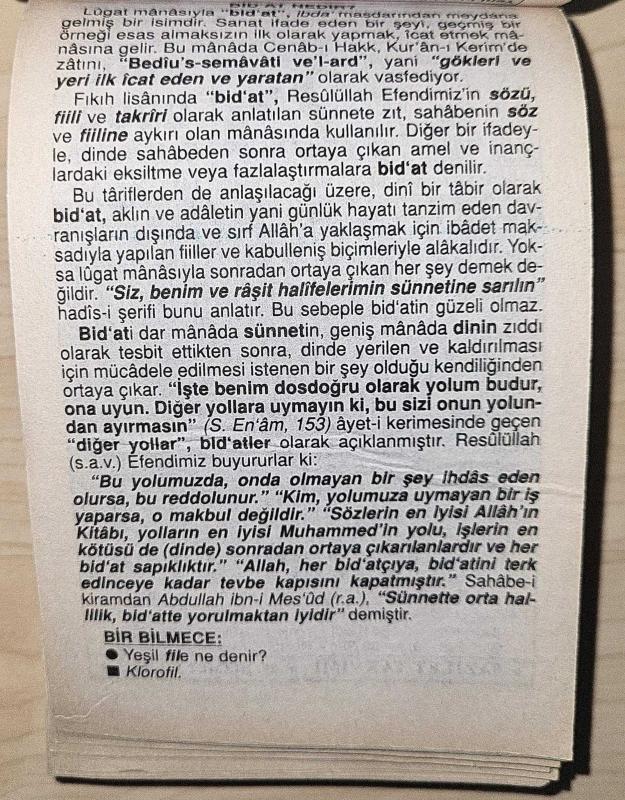 BİD'AT NEDİR?
Lûgat mânâsıyla "bid'at", ibda' masdarından meydana
gelmiş bir isimdir. Sanat ifade eden bir şeyi, geçmiş bir
örneği esas almaksızın ilk olarak yapmak, îcat etmek mâ-
nâsına gelir. Bu mânâda Cenâb-ı Hakk, Kur'ân-ı Kerim'de
zâtını, "Bedîu's-semâvâti ve'l-ard", yani "gökleri ve
yeri ilk îcat eden ve yaratan" olarak vasfediyor.
Fıkıh lisânında "bid'at", Resûlüllah Efendimiz'in sözü,
fiili ve takrîri olarak anlatılan sünnete zıt, sahâbenin söz
ve fiiline aykırı olan mânâsında kullanılır. Diğer bir ifadey-
le, dinde sahâbeden sonra ortaya çıkan amel ve inanç-
lardaki eksiltme veya fazlalaştırmalara bid'at denilir.
Bu târiflerden de anlaşılacağı üzere, dinî bir tâbir olarak
bid'at, aklın ve adâletin yani günlük hayatı tanzim eden dav-
ranışların dışında ve sırf Allâh'a yaklaşmak için ibâdet mak-
sadıyla yapılan fiiller ve kabulleniş biçimleriyle alâkalıdır. Yok-
sa lûgat mânâsıyla sonradan ortaya çıkan her şey demek de-
ğildir. "Siz, benim ve râşit halîfelerimin sünnetine sarılın"
hadîs-i şerifi bunu anlatır. Bu sebeple bid'atin güzeli olmaz.
Bid'ati dar mânâda sünnetin, geniş mânâda dinin zıddı
olarak tesbit ettikten sonra, dinde yerilen ve kaldırılması
için mücâdele edilmesi istenen bir şey olduğu kendiliğinden
ortaya çıkar. "İşte benim dosdoğru olarak yolum budur,
ona uyun. Diğer yollara uymayın ki, bu sizi onun yolun-
dan ayırmasın" (S. En'âm, 153) âyet-i kerimesinde geçen
"diğer yollar", bid'atler olarak açıklanmıştır. Resûlüllah
(s.a.v.) Efendimiz buyururlar ki:
"Bu yolumuzda, onda olmayan bir şey ihdâs eden
olursa, bu reddolunur." "Kim, yolumuza uymayan bir iş
yaparsa, o makbul değildir." "Sözlerin en iyisi Allâh'ın
Kitâbı, yolların en iyisi Muhammed'in yolu, işlerin en
kötüsü de (dinde) sonradan ortaya çıkarılanlardır ve her
bid'at sapıklıktır." "Allah, her bid'atçıya, bid'atini terk
edinceye kadar tevbe kapısını kapatmıştır." Sahâbe-i
kiramdan Abdullah ibn-i Mes'ûd (r.a.), "Sünnette orta hal-
lilik, bid'atte yorulmaktan iyidir" demiştir.
BİR BİLMECE:
● Yeşil file ne denir?
■ Klorofil.